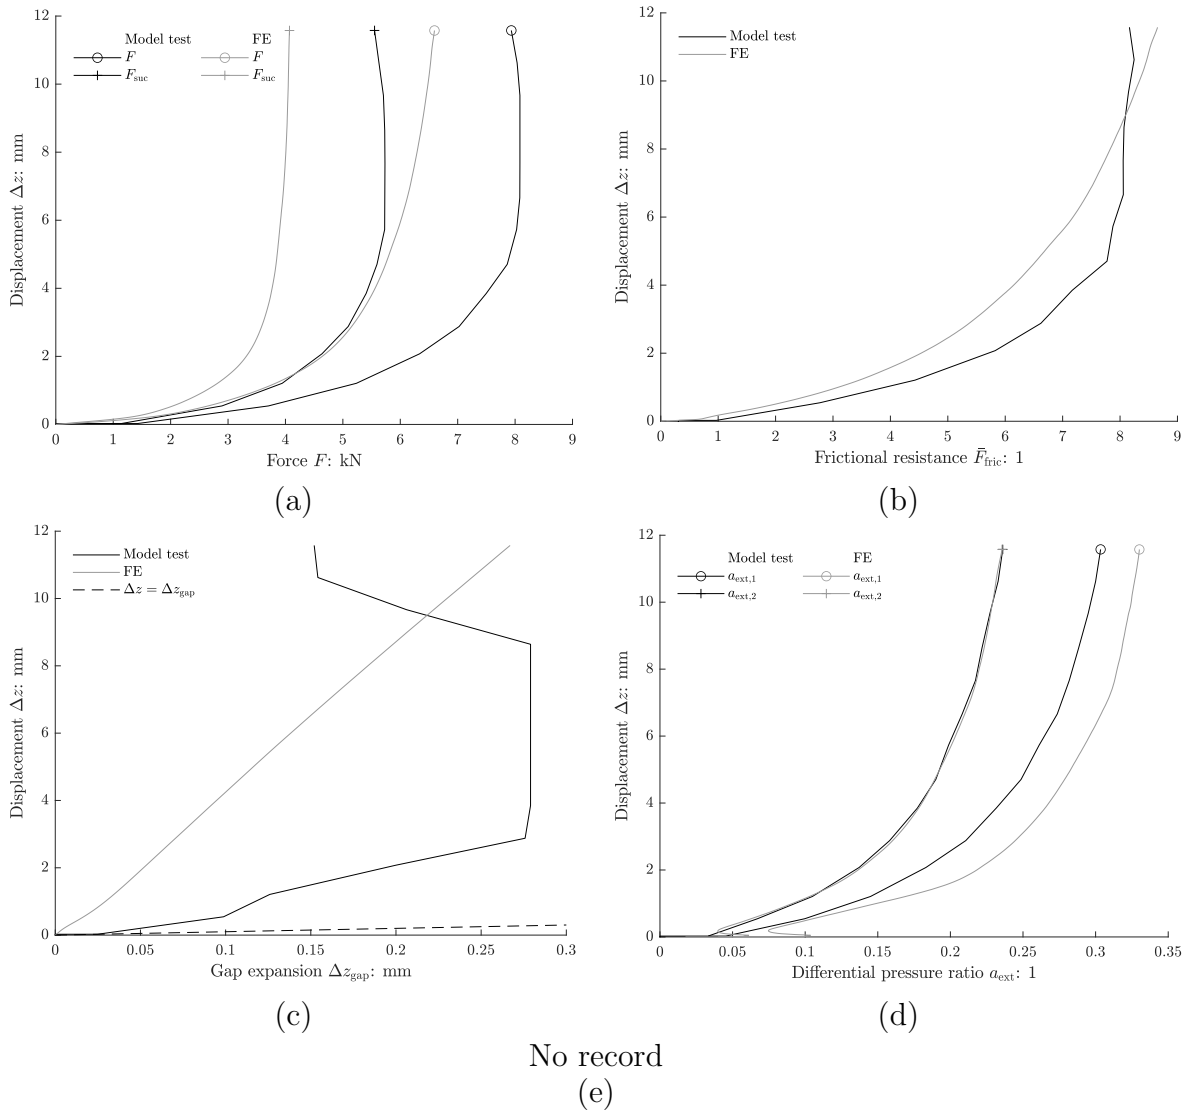 Model test FE
F F
F_suc F_suc
Displacement Δz: mm
12
10
8
6
4
2
0
0 1 2 3 4 5 6 7 8 9
Force F: kN
(a)
Model test
FE
Displacement Δz: mm
12
10
8
6
4
2
0
0 1 2 3 4 5 6 7 8 9
Frictional resistance F̄_fric: 1
(b)
Model test
FE
Δz = Δz_gap
Displacement Δz: mm
12
10
8
6
4
2
0
0 0.05 0.1 0.15 0.2 0.25 0.3
Gap expansion Δz_gap: mm
(c)
Model test FE
a_ext,1 a_ext,1
a_ext,2 a_ext,2
Displacement Δz: mm
12
10
8
6
4
2
0
0 0.05 0.1 0.15 0.2 0.25 0.3 0.35
Differential pressure ratio a_ext: 1
(d)
No record
(e)